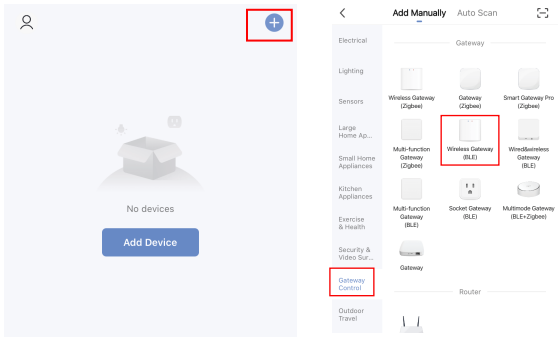 No devices
Add Device
Add Manually Auto Scan
Electrical
Lighting
Sensors
Large
Home Ap...
Small Home
Appliances
Kitchen
Appliances
Exercise
& Health
Security &
Video Sur...
Gateway
Control
Outdoor
Travel
Gateway
Wireless Gateway
(Zigbee)
Gateway
(Zigbee)
Smart Gateway Pro
(Zigbee)
Multi-function
Gateway
(Zigbee)
Wireless Gateway
(BLE)
Wired&wireless
Gateway
(BLE)
Multi-function
Gateway
(BLE)
Socket Gateway
(BLE)
Multimode Gateway
(BLE+Zigbee)
Gateway
Router